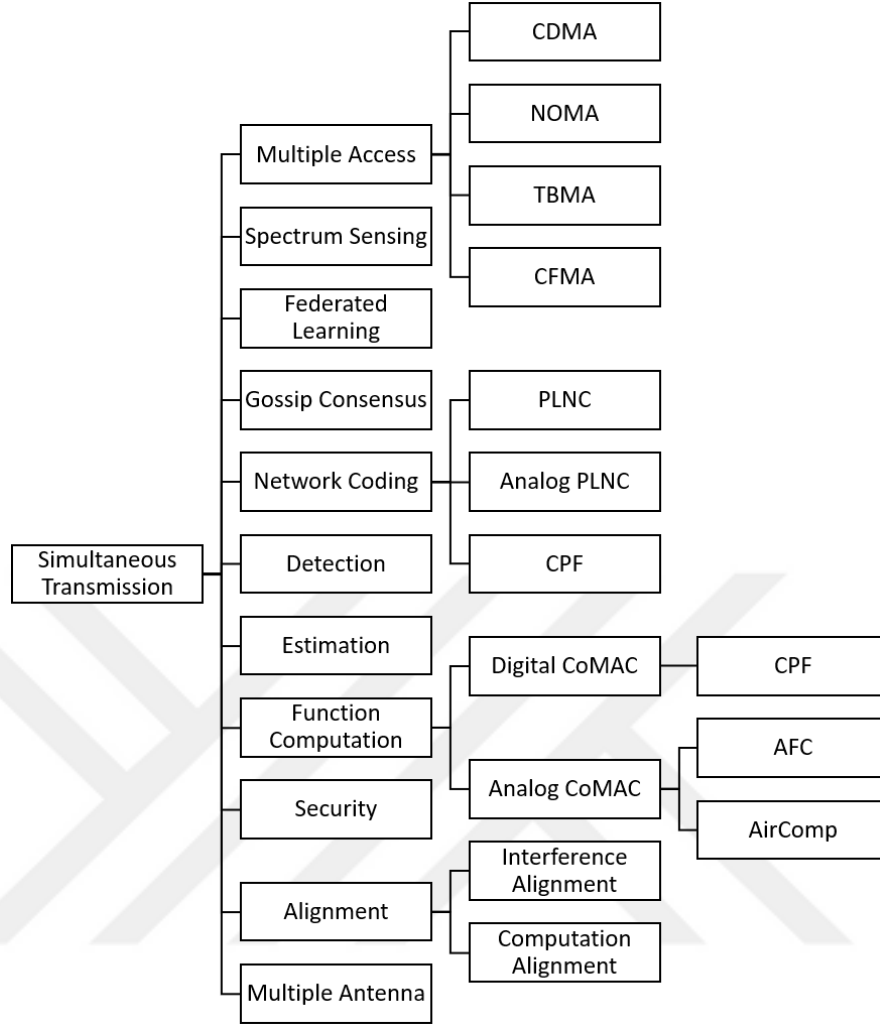 Simultaneous
Transmission
Multiple Access
CDMA
NOMA
TBMA
CFMA
Spectrum Sensing
Federated
Learning
Gossip Consensus
Network Coding
PLNC
Analog PLNC
CPF
Detection
Estimation
Function
Computation
Digital CoMAC
CPF
Analog CoMAC
AFC
AirComp
Security
Alignment
Interference
Alignment
Computation
Alignment
Multiple Antenna